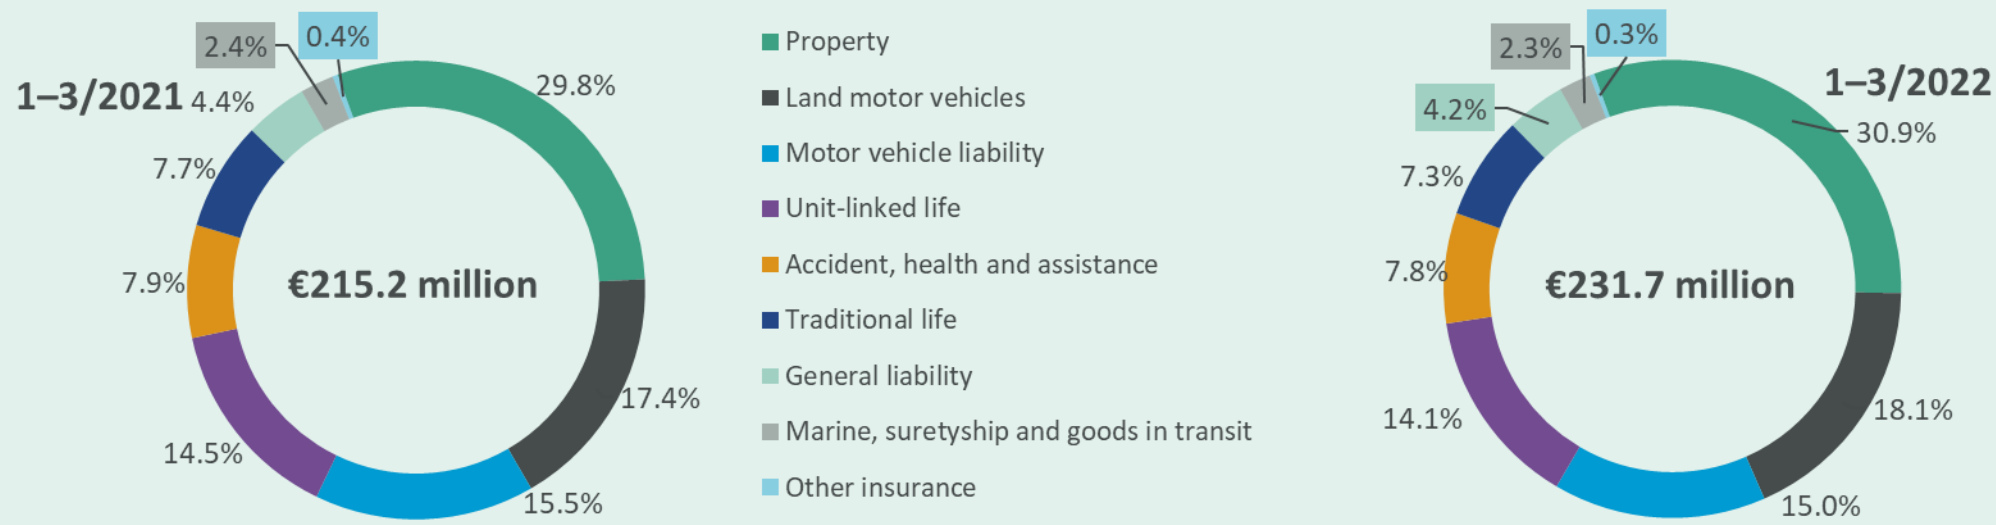 1–3/2021
2.4%
0.4%
29.8%
4.4%
7.7%
7.9%
€215.2 million
17.4%
14.5%
15.5%
Property
Land motor vehicles
Motor vehicle liability
Unit-linked life
Accident, health and assistance
Traditional life
General liability
Marine, suretyship and goods in transit
Other insurance
1–3/2022
2.3%
0.3%
4.2%
30.9%
7.3%
7.8%
€231.7 million
14.1%
18.1%
15.0%